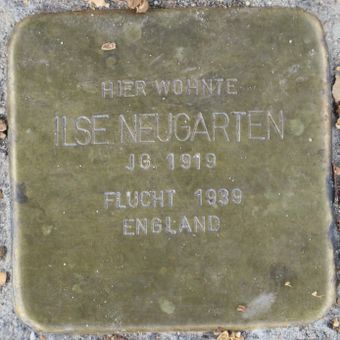 HIER WOHNTE
ILSE NEUGARTEN
JG. 1919
FLUCHT 1939
ENGLAND